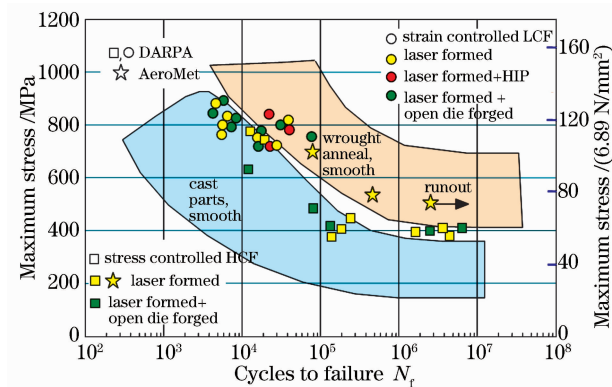 Maximum stress /MPa
1200
1000
800
600
400
200
0
DARPA
AeroMet
strain controlled LCF
laser formed
laser formed+HIP
laser formed +
open die forged
wrought
anneal,
smooth
runout
cast
parts, smooth
stress controlled HCF
laser formed
laser formed+
open die forged
160
120
80
40
0
Maximum stress /(6.89 N/mm²)
10² 10³ 10⁴ 10⁵ 10⁶ 10⁷ 10⁸
Cycles to failure Nf